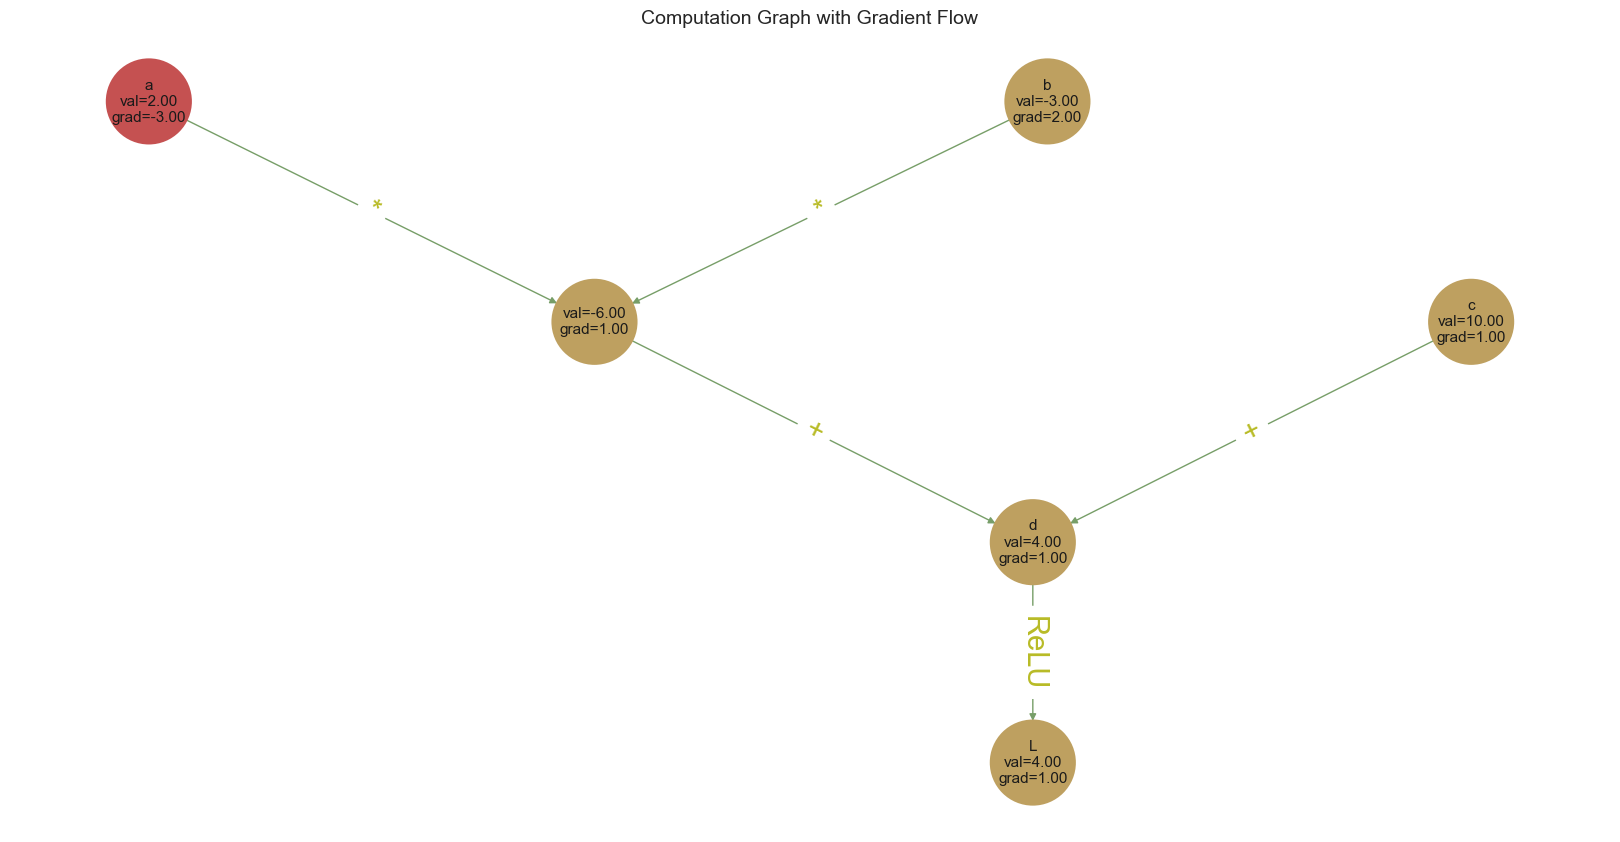 Computation Graph with Gradient Flow
a
val=2.00
grad=-3.00
b
val=-3.00
grad=2.00
*
*
val=-6.00
grad=1.00
c
val=10.00
grad=1.00
+
+
d
val=4.00
grad=1.00
ReLU
L
val=4.00
grad=1.00